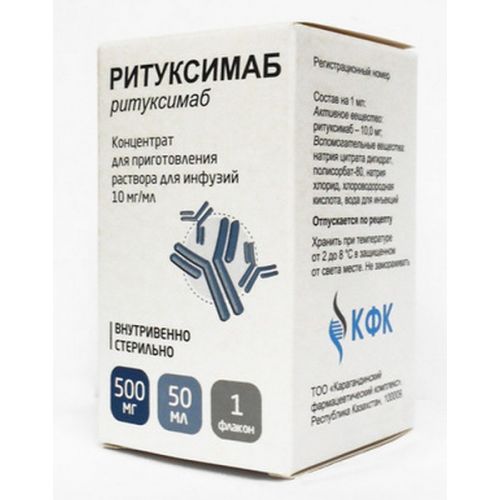 РИТУКСИМАБ
ритуксимаб
Концентрат
для приготовления
раствора для инфузий
10 мг/мл
ВНУТРИВЕННО
СТЕРИЛЬНО
500
МГ
50
МЛ
1
флакон
Регистрационный номер
Состав на 1 мл:
Активное вещество:
ритуксимаб – 10,0 мг;
Вспомогательные вещества:
натрия цитрата дигидрат,
полисорбат-80, натрия
хлорид, хлороводородная
кислота, вода для инъекций
Отпускается по рецепту
Хранить при температуре
от 2 до 8 °С в защищенном
от света месте. Не замораживать
КФК
ТОО «Карагандинский
фармацевтический комплекс»,
Республика Казахстан, 100009